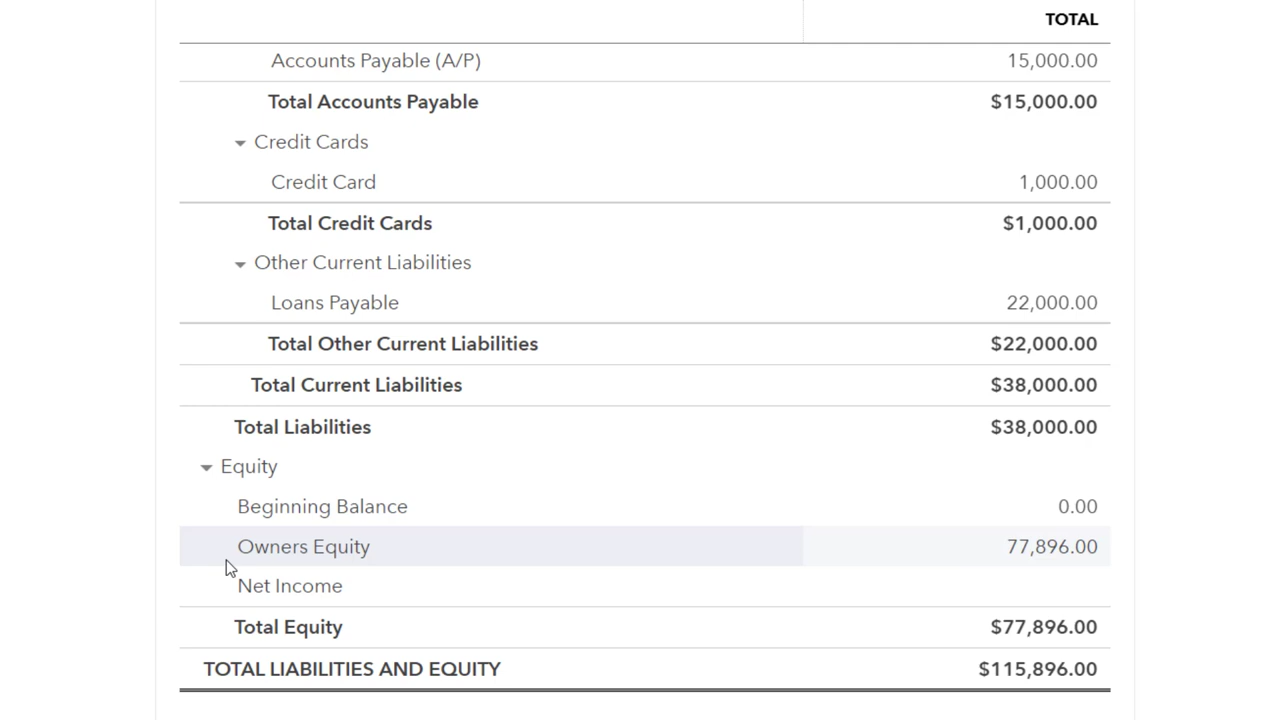 TOTAL
Accounts Payable (A/P) 15,000.00
Total Accounts Payable $15,000.00
Credit Cards
Credit Card 1,000.00
Total Credit Cards $1,000.00
Other Current Liabilities
Loans Payable 22,000.00
Total Other Current Liabilities $22,000.00
Total Current Liabilities $38,000.00
Total Liabilities $38,000.00
Equity
Beginning Balance 0.00
Owners Equity 77,896.00
Net Income
Total Equity $77,896.00
TOTAL LIABILITIES AND EQUITY $115,896.00